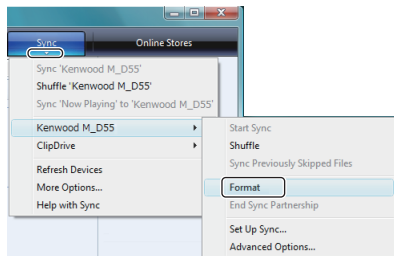 Sync
Online Stores
Sync 'Kenwood M_D55'
Shuffle 'Kenwood M_D55'
Sync 'Now Playing' to 'Kenwood M_D55'
Kenwood M_D55
ClipDrive
Refresh Devices
More Options...
Help with Sync
Start Sync
Shuffle
Sync Previously Skipped Files
Format
End Sync Partnership
Set Up Sync...
Advanced Options...